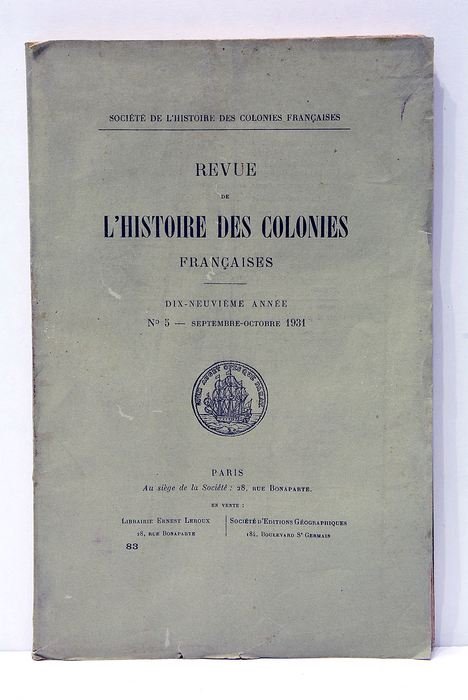 SOCIÉTÉ DE L'HISTOIRE DES COLONIES FRANÇAISES
REVUE
DE
L'HISTOIRE DES COLONIES
FRANÇAISES
DIX-NEUVIÈME ANNÉE
No 5 — SEPTEMBRE-OCTOBRE 1931
PARIS
Au siège de la Société : 28, RUE BONAPARTE.
EN VENTE :
LIBRAIRIE ERNEST LEROUX
28, RUE BONAPARTE
SOCIÉTÉ D'EDITIONS GÉOGRAPHIQUES
184, BOULEVARD St GERMAIN
83